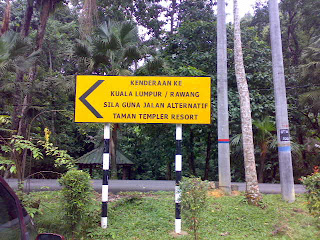 KENDERAAN KE
KUALA LUMPUR / RAWANG
SILA GUNA JALAN ALTERNATIF
TAMAN TEMPLER RESORT